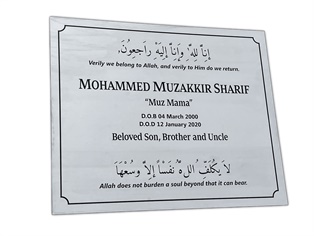 إِنَّا لِلّٰهِ وَإِنَّا إِلَيْهِ رَاجِعُونَ،
Verily we belong to Allah, and verily to Him do we return.
MOHAMMED MUZAKKIR SHARIF
"Muz Mama"
D.O.B 04 March 2000
D.O.D 12 January 2020
Beloved Son, Brother and Uncle
لَا يُكَلِّفُ اللهُ نَفْسًا إِلَّا وُسْعَهَا
Allah does not burden a soul beyond that it can bear.